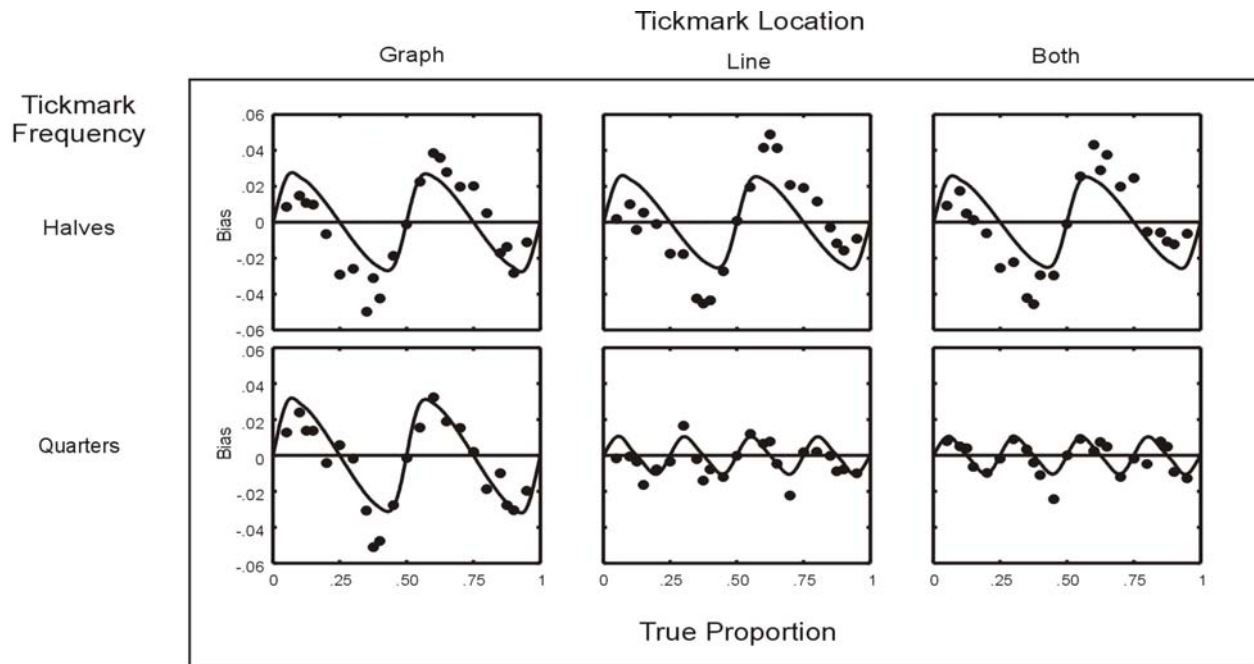 Tickmark Location
Graph Line Both
Tickmark
Frequency
Halves
Bias
.06
.04
.02
0
-.02
-.04
-.06
Quarters
Bias
.06
.04
.02
0
-.02
-.04
-.06
0 .25 .50 .75 1
0 .25 .50 .75 1
0 .25 .50 .75 1
True Proportion